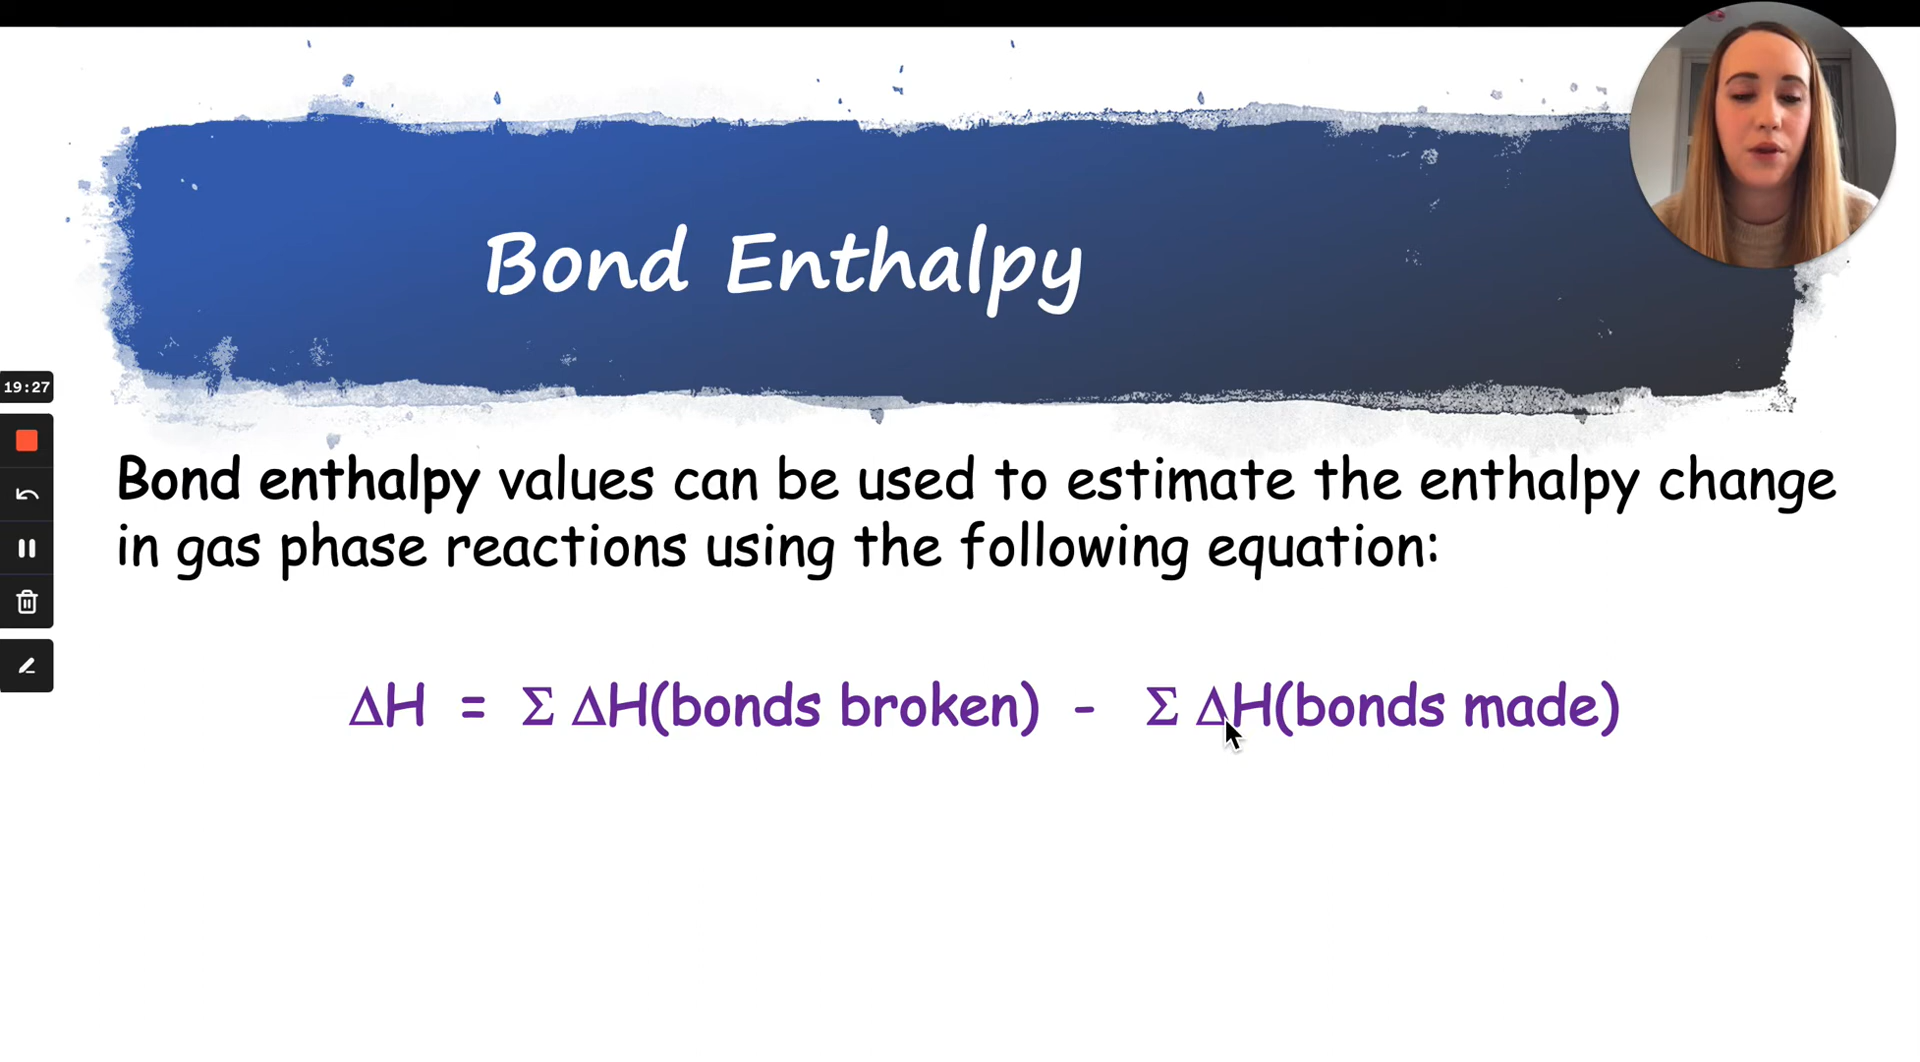 Bond Enthalpy
19:27
Bond enthalpy values can be used to estimate the enthalpy change
in gas phase reactions using the following equation:
ΔH = Σ ΔH(bonds broken) - Σ ΔH(bonds made)